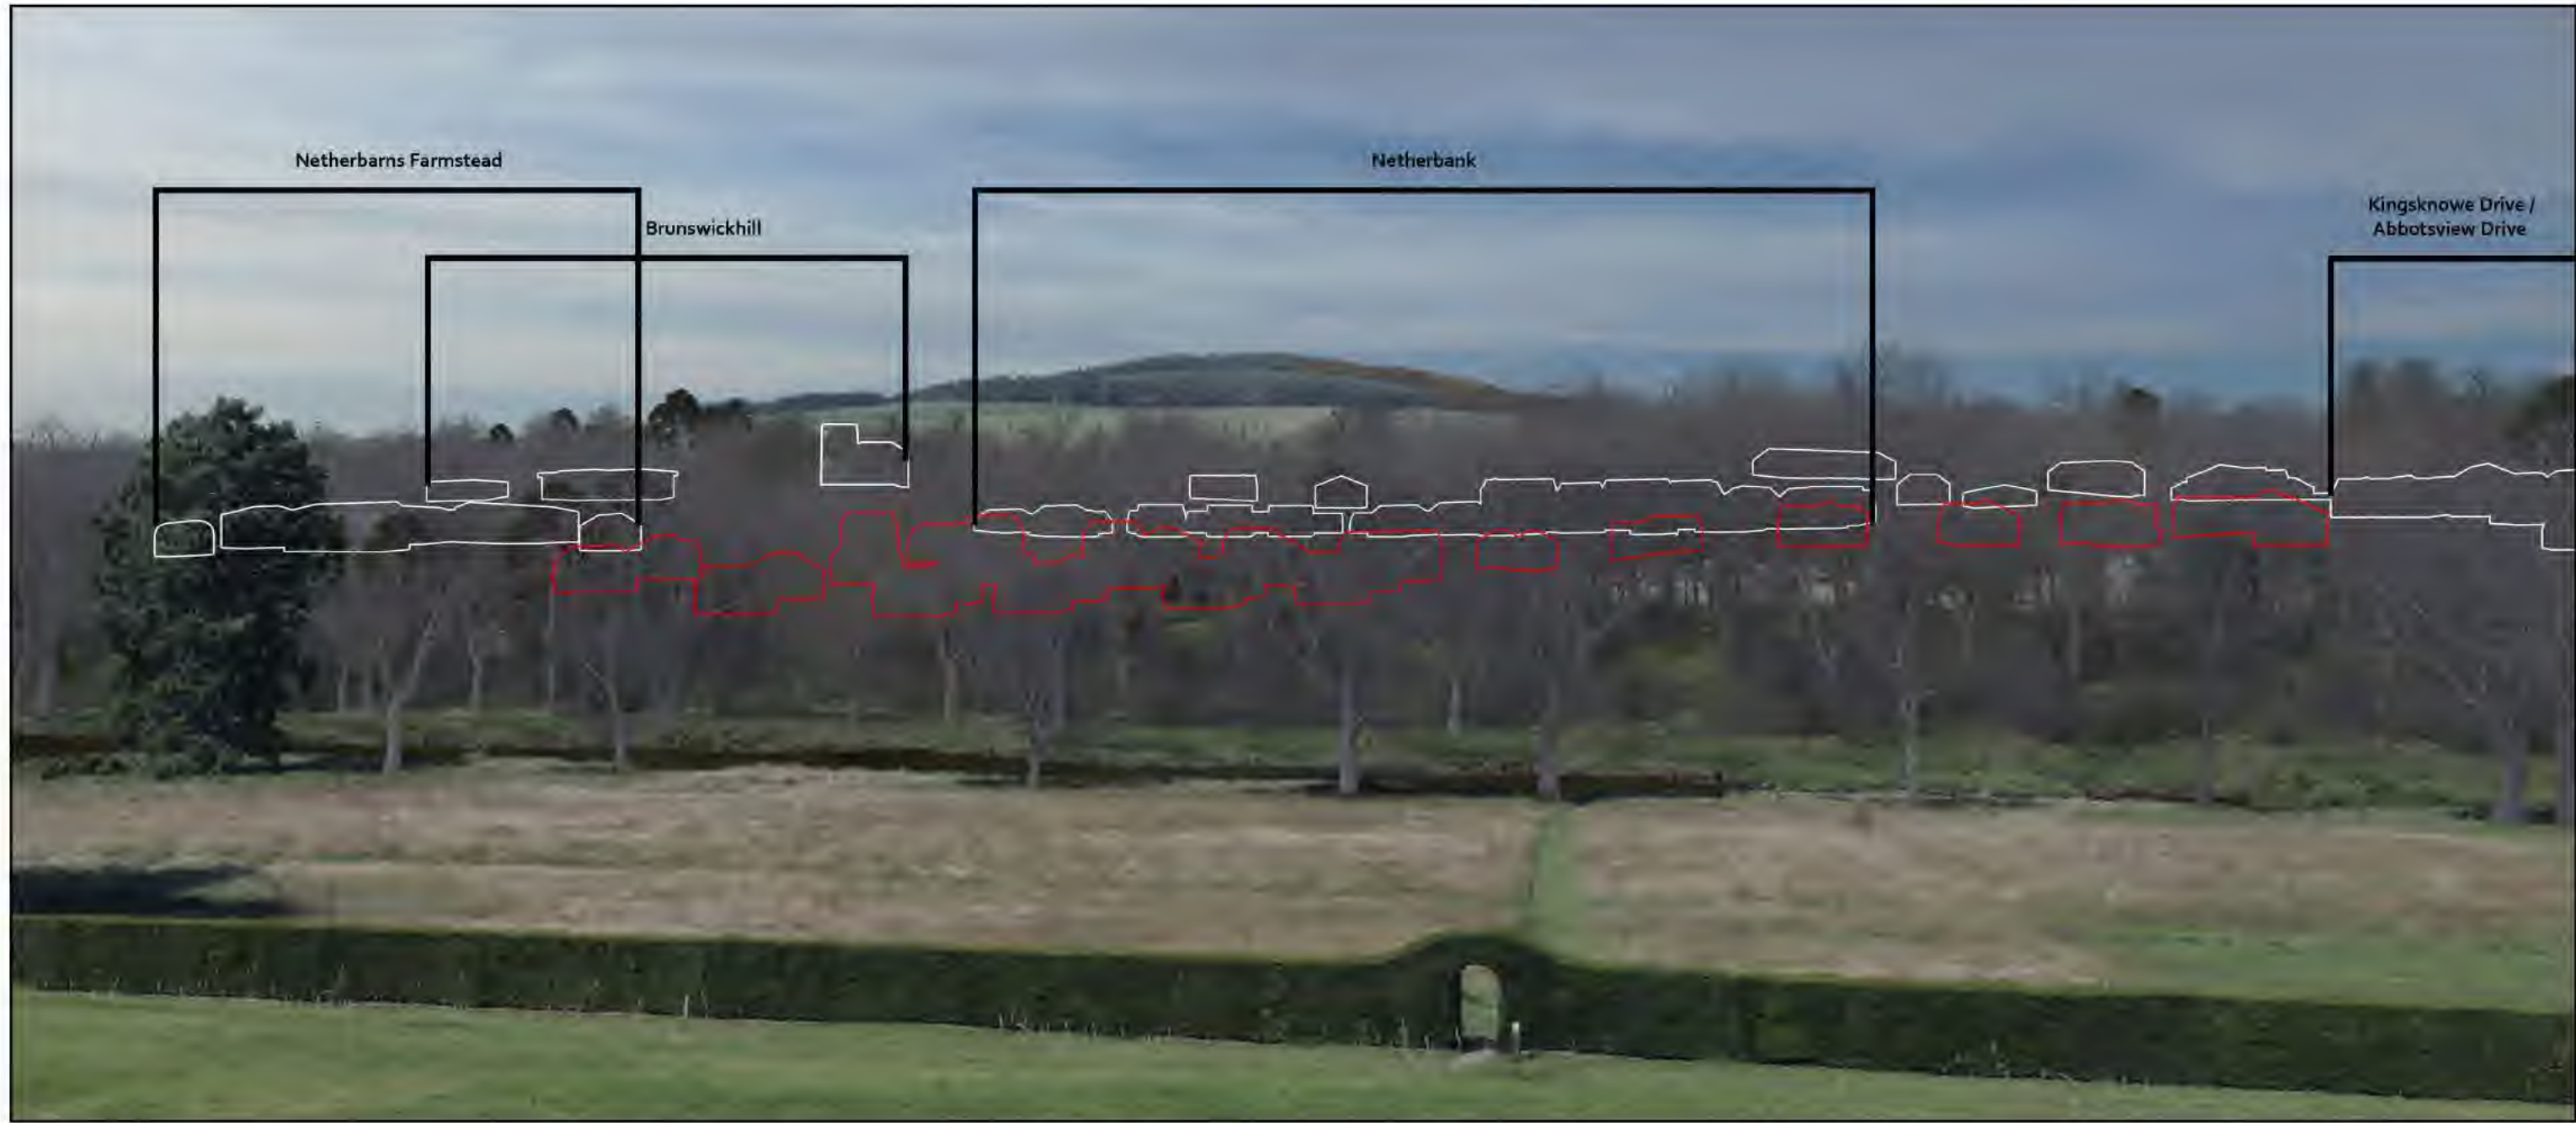 Netherbarns Farmstead
Brunswickhill
Netherbank
Kingsknowe Drive /
Abbotsview Drive